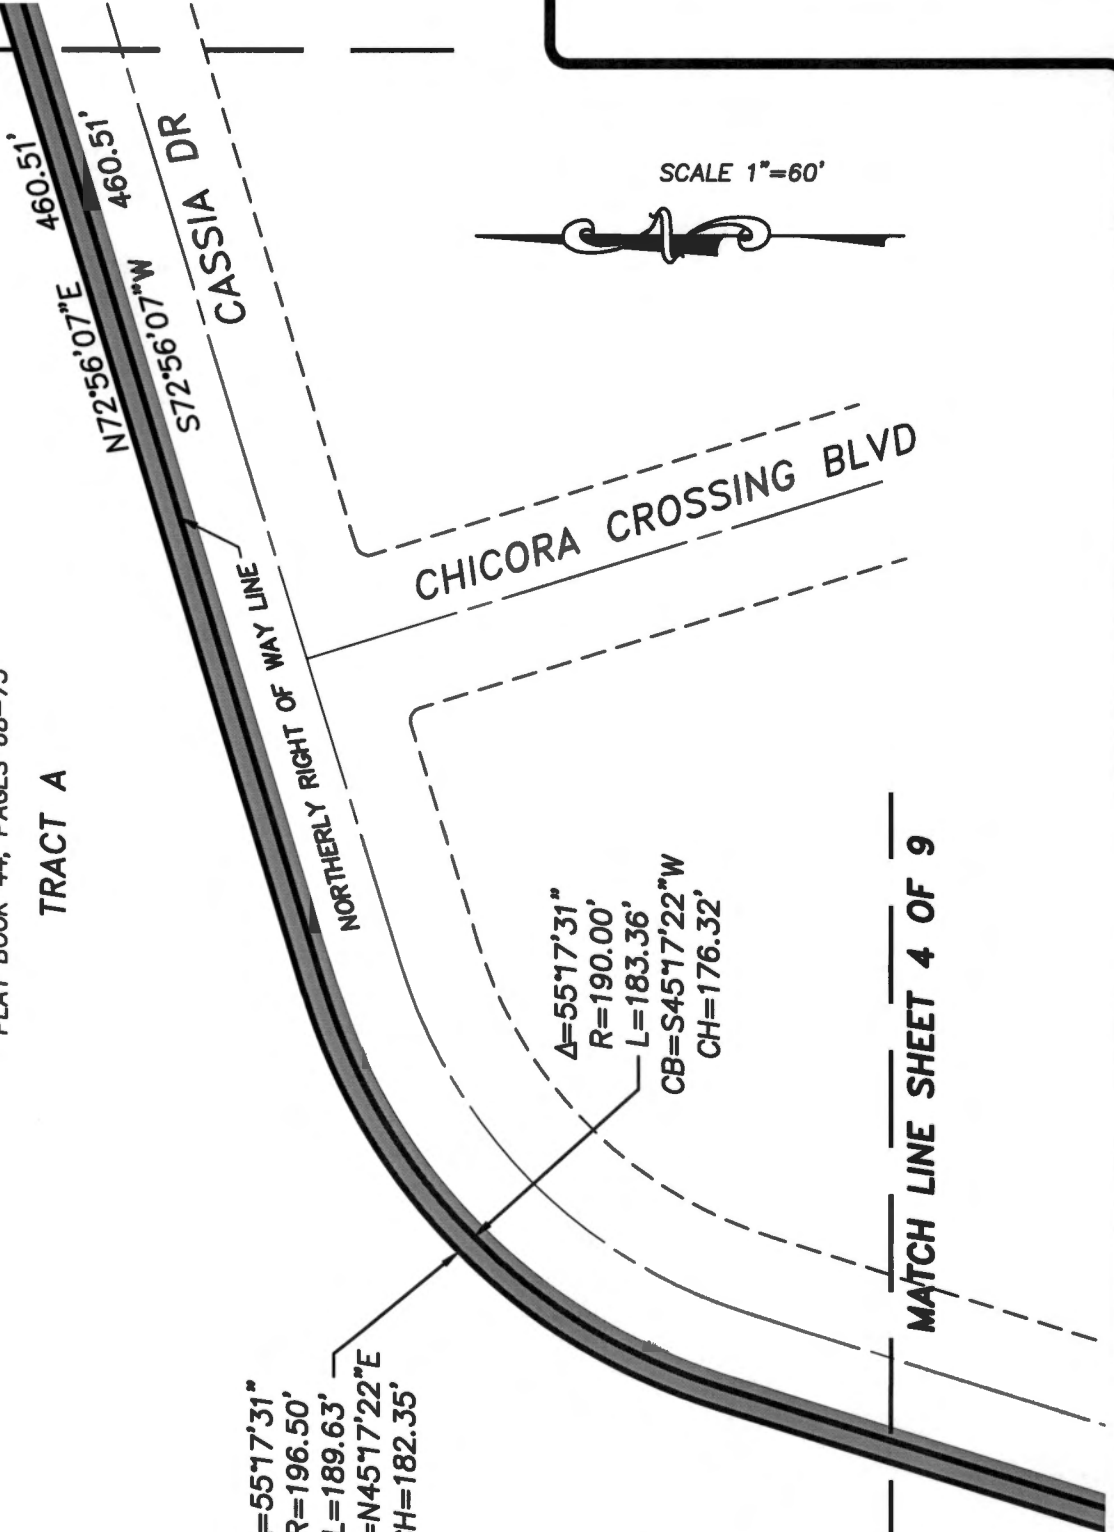 SCALE 1"=60'
460.51'
N72°56'07"E
460.51'
S72°56'07"W
CASSIA DR
CHICORA CROSSING BLVD
NORTHERLY RIGHT OF WAY LINE
PLAT BOOK 44, PAGES 68-75
TRACT A
Δ=55°17'31"
R=190.00'
L=183.36'
CB=S45°17'22"W
CH=176.32'
MATCH LINE SHEET 4 OF 9
=55°17'31"
R=196.50'
L=189.63'
=N45°17'22"E
CH=182.35'